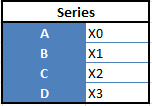 Series
A X0
B X1
C X2
D X3